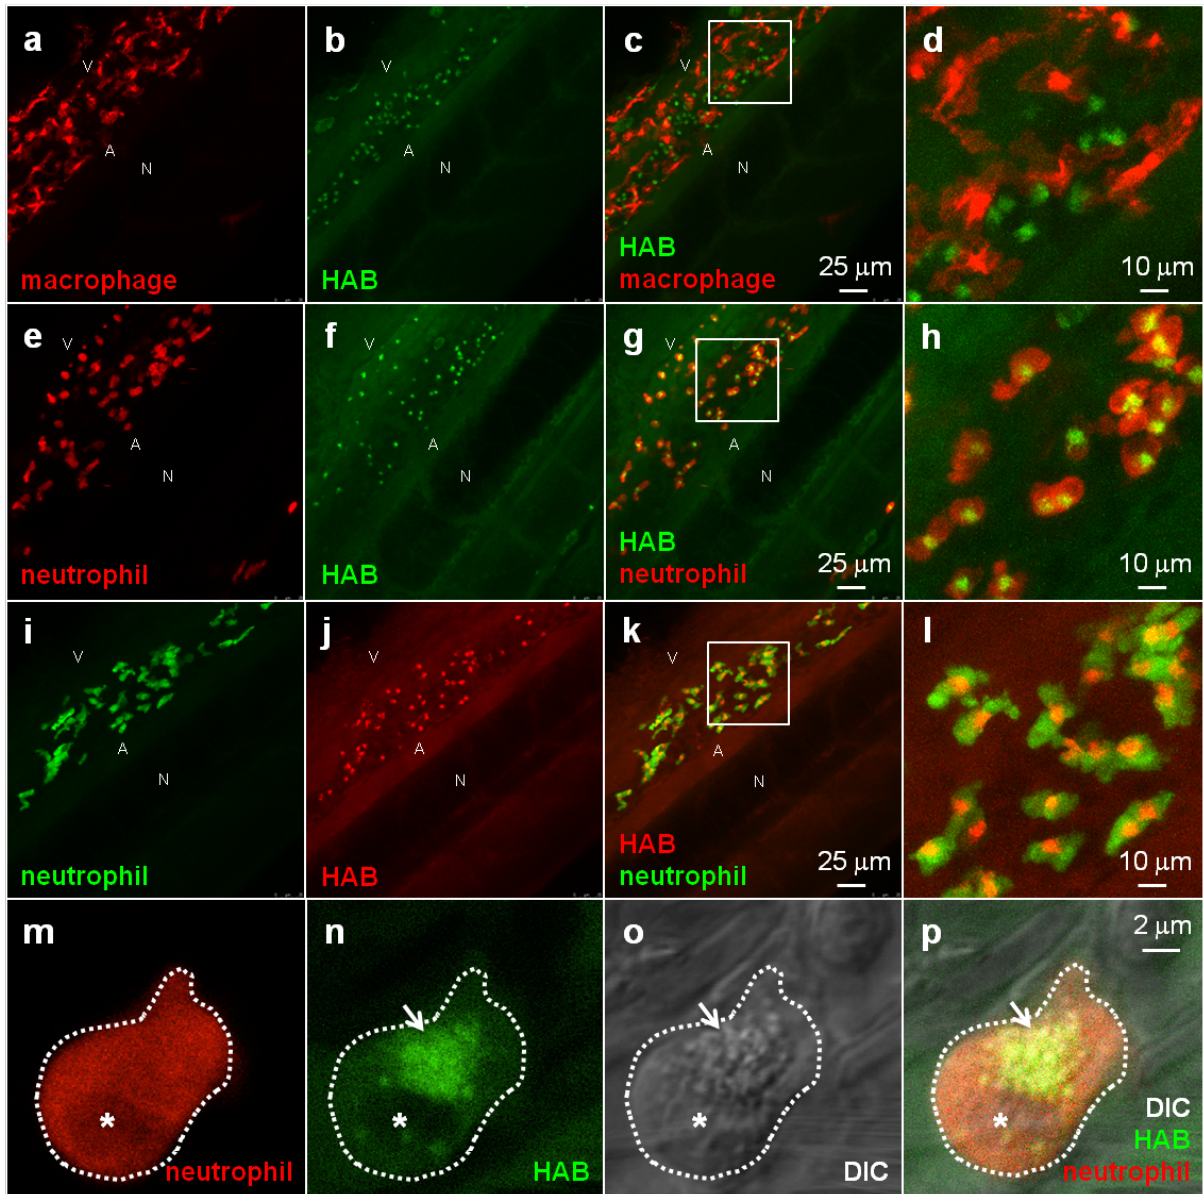 a
V
A
N
macrophage
b
V
A
N
HAB
c
V
A
N
HAB
macrophage
25 μm
d
10 μm
e
V
A
N
neutrophil
f
V
A
N
HAB
g
V
A
N
HAB
neutrophil
25 μm
h
10 μm
i
V
A
N
neutrophil
j
V
A
N
HAB
k
V
A
N
HAB
neutrophil
25 μm
l
10 μm
m
*
neutrophil
n
*
HAB
o
*
DIC
p
2 μm
*
DIC
HAB
neutrophil